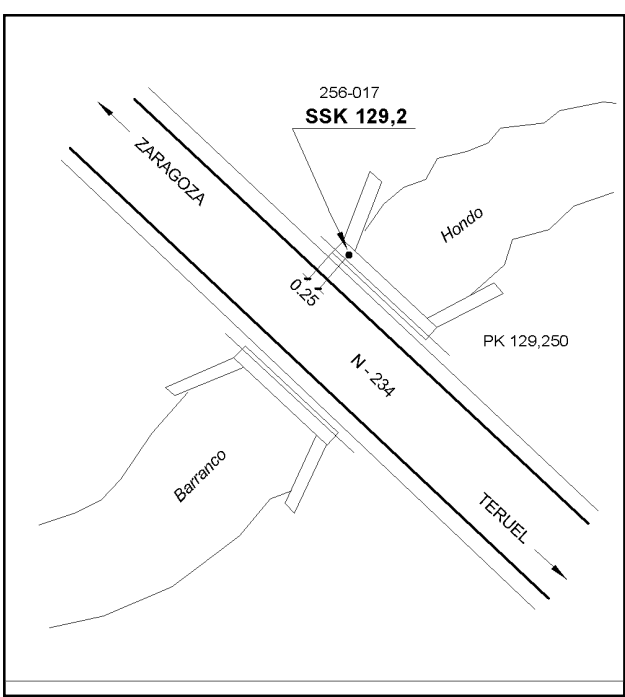 256-017
SSK 129,2
ZARAGOZA
Hondo
0.25
PK 129,250
N - 234
Barranco
TERUEL